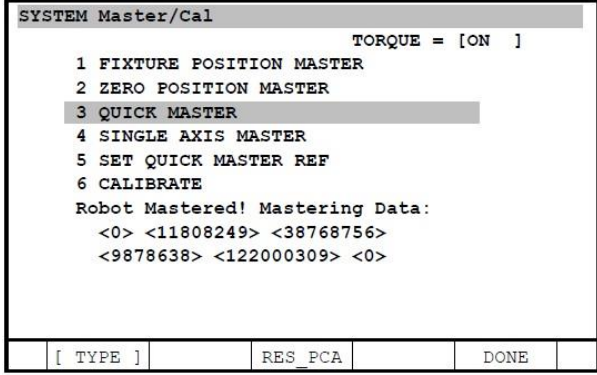 SYSTEM Master/Cal
TORQUE = [ON ]
1 FIXTURE POSITION MASTER
2 ZERO POSITION MASTER
3 QUICK MASTER
4 SINGLE AXIS MASTER
5 SET QUICK MASTER REF
6 CALIBRATE
Robot Mastered! Mastering Data:
<0> <11808249> <38768756>
<9878638> <122000309> <0>
[ TYPE ] RES_PCA DONE